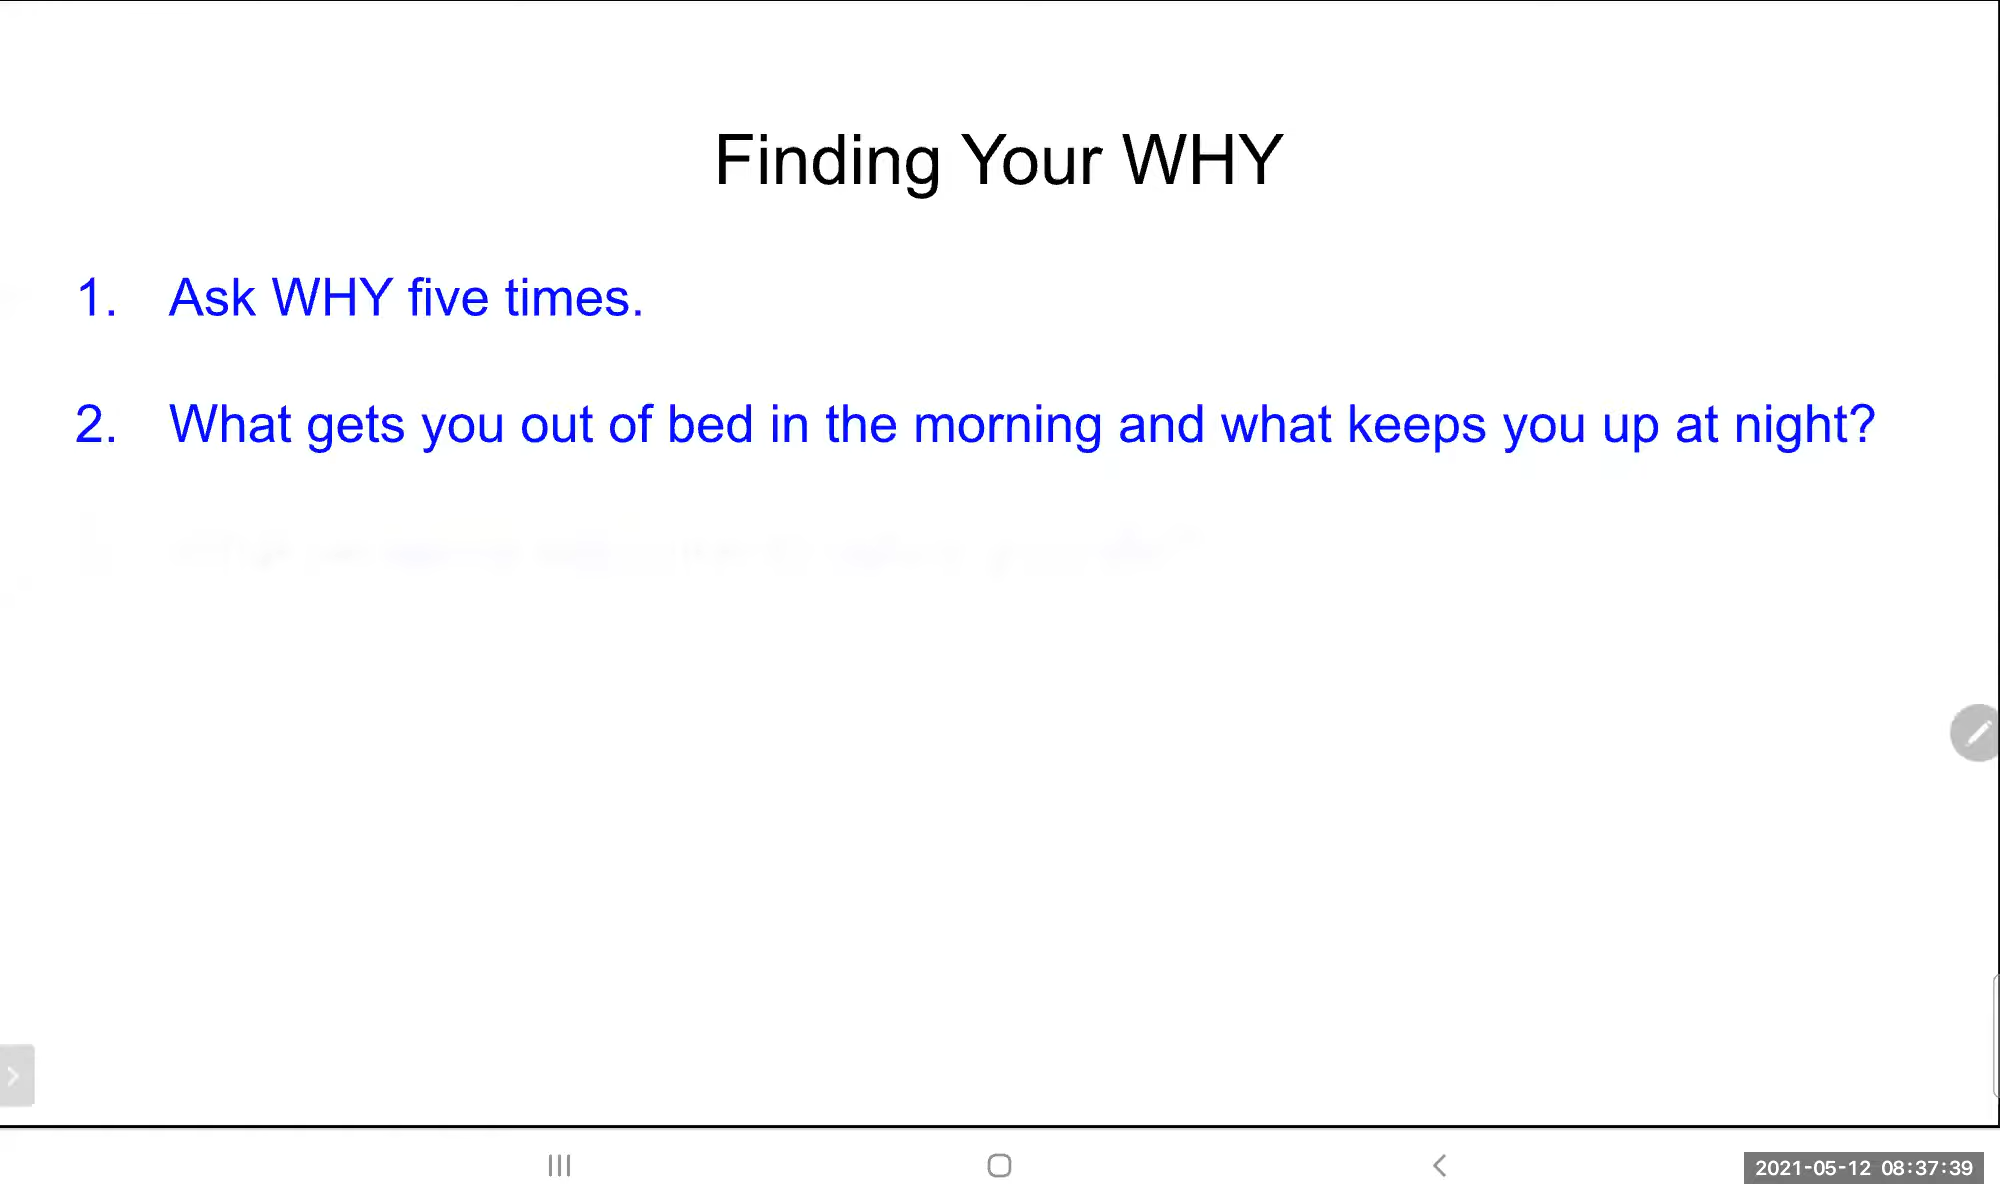 Finding Your WHY
1. Ask WHY five times.
2. What gets you out of bed in the morning and what keeps you up at night?
2021-05-12 08:37:39